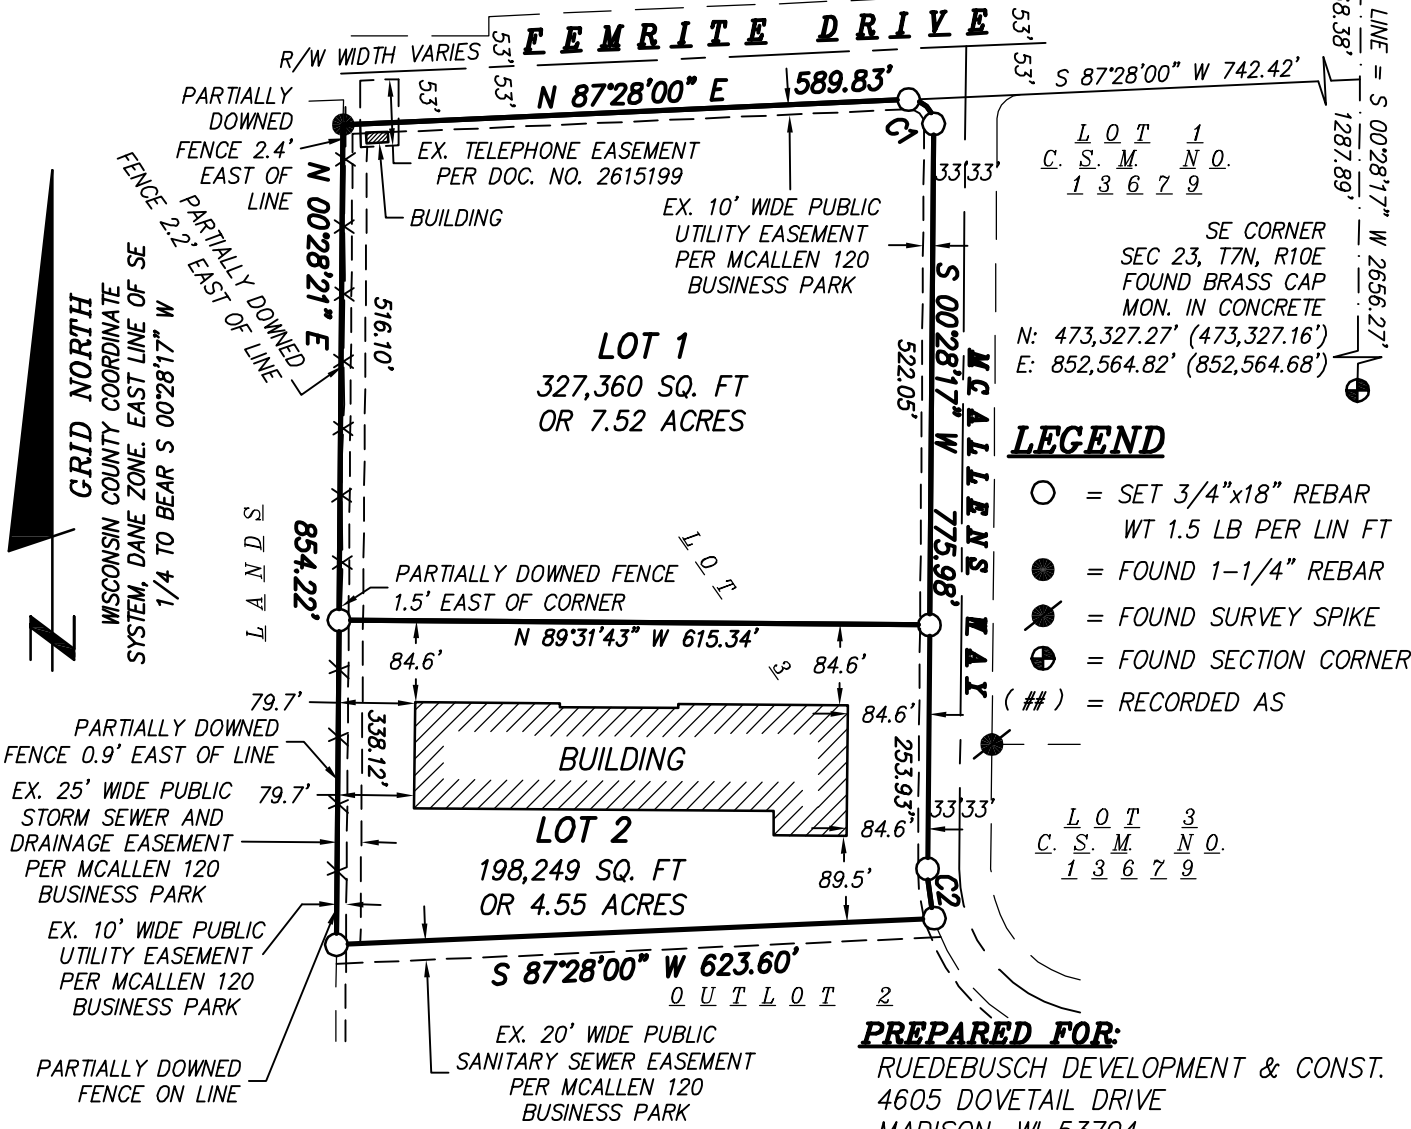 FEMRITE DRIVE
R/W WIDTH VARIES
53'
53'
53'
53'
53'
N 87°28'00" E 589.83'
S 87°28'00" W 742.42'
LINE = S 00°28'17" W 2656.27'
8.38'
1287.89'
PARTIALLY
DOWNED
FENCE 2.4'
EAST OF
LINE
PARTIALLY DOWNED
FENCE 2.2' EAST OF LINE
EX. TELEPHONE EASEMENT
PER DOC. NO. 2615199
BUILDING
C1
33' 33'
EX. 10' WIDE PUBLIC
UTILITY EASEMENT
PER MCALLEN 120
BUSINESS PARK
LOT 1
C.S.M. NO.
13679
SE CORNER
SEC 23, T7N, R10E
FOUND BRASS CAP
MON. IN CONCRETE
N: 473,327.27' (473,327.16')
E: 852,564.82' (852,564.68')
GRID NORTH
WISCONSIN COUNTY COORDINATE
SYSTEM, DANE ZONE. EAST LINE OF SE
1/4 TO BEAR S 00°28'17" W
N
N 00°28'21" E 854.22'
516.10'
LOT 1
327,360 SQ. FT
OR 7.52 ACRES
522.05'
S 00°28'17" W 775.98'
MCALLENS WAY
LEGEND
= SET 3/4"x18" REBAR
WT 1.5 LB PER LIN FT
= FOUND 1-1/4" REBAR
= FOUND SURVEY SPIKE
= FOUND SECTION CORNER
(##) = RECORDED AS
LANDS
LOT
3
PARTIALLY DOWNED FENCE
1.5' EAST OF CORNER
N 89°31'43" W 615.34'
84.6'
84.6'
79.7'
84.6'
PARTIALLY DOWNED
FENCE 0.9' EAST OF LINE
338.12'
BUILDING
253.93'
79.7'
84.6'
33' 33'
EX. 25' WIDE PUBLIC
STORM SEWER AND
DRAINAGE EASEMENT
PER MCALLEN 120
BUSINESS PARK
LOT 2
198,249 SQ. FT
OR 4.55 ACRES
89.5'
C2
LOT 3
C.S.M. NO.
13679
EX. 10' WIDE PUBLIC
UTILITY EASEMENT
PER MCALLEN 120
BUSINESS PARK
S 87°28'00" W 623.60'
OUTLOT 2
PARTIALLY DOWNED
FENCE ON LINE
EX. 20' WIDE PUBLIC
SANITARY SEWER EASEMENT
PER MCALLEN 120
BUSINESS PARK
PREPARED FOR:
RUEDEBUSCH DEVELOPMENT & CONST.
4605 DOVETAIL DRIVE
MADISON, WI 53704